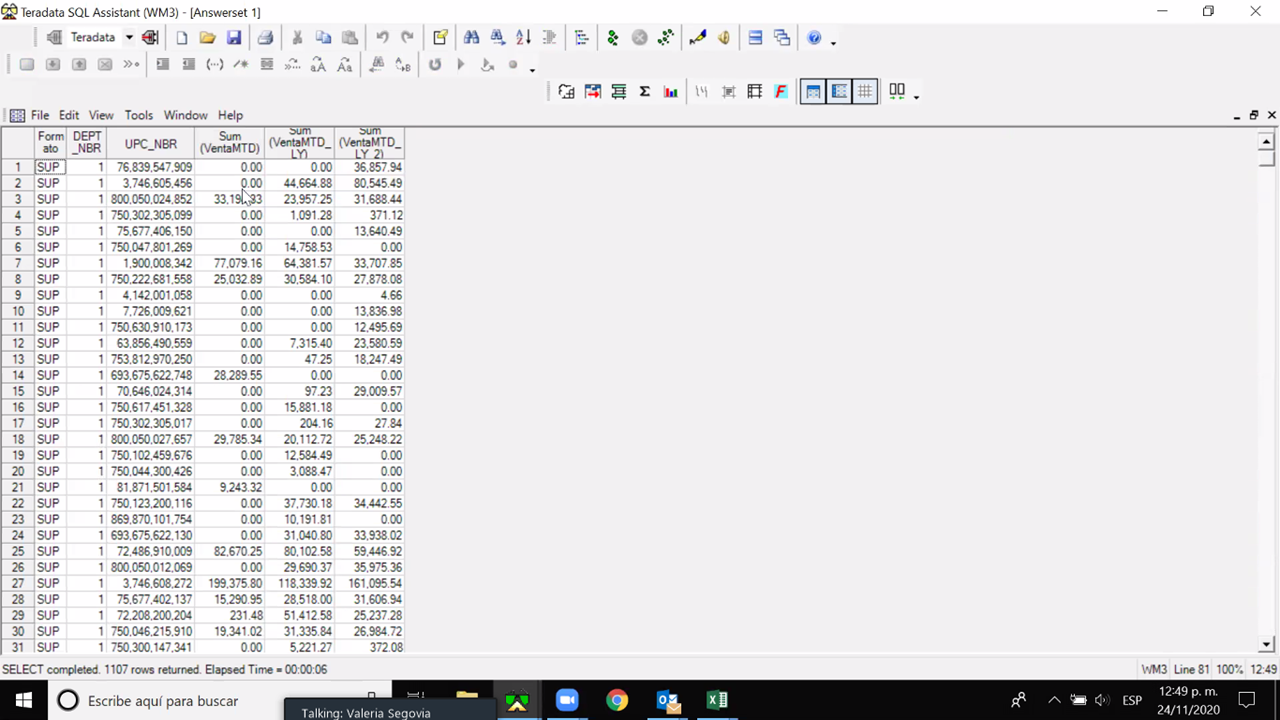 Teradata SQL Assistant (WM3) - [Answerset 1]
Teradata
File Edit View Tools Window Help
Form ato DEPT _NBR UPC_NBR Sum (VentaMTD) Sum (VentaMTD_ LY) Sum (VentaMTD_ LY_2)
1 SUP 1 76,839,547,909 0.00 0.00 36,857.94
2 SUP 1 3,746,605,456 0.00 44,664.88 80,545.49
3 SUP 1 800,050,024,852 23,957.25 31,688.44
4 SUP 1 750,302,305,099 0.00 1,091.28 371.12
5 SUP 1 75,677,406,150 0.00 0.00 13,640.49
6 SUP 1 750,047,801,269 0.00 14,758.53 0.00
7 SUP 1 1,900,008,342 77,079.16 64,381.57 33,707.85
8 SUP 1 750,222,681,558 25,032.89 30,584.10 27,878.08
9 SUP 1 4,142,001,058 0.00 0.00 4.66
10 SUP 1 7,726,009,621 0.00 0.00 13,836.98
11 SUP 1 750,630,910,173 0.00 0.00 12,495.69
12 SUP 1 63,856,490,559 0.00 7,315.40 23,580.59
13 SUP 1 753,812,970,250 0.00 47.25 18,247.49
14 SUP 1 693,675,622,748 28,289.55 0.00 0.00
15 SUP 1 70,646,024,314 0.00 97.23 29,009.57
16 SUP 1 750,617,451,328 0.00 15,881.18 0.00
17 SUP 1 750,302,305,017 0.00 204.16 27.84
18 SUP 1 800,050,027,657 29,785.34 20,112.72 25,248.22
19 SUP 1 750,102,459,676 0.00 12,584.49 0.00
20 SUP 1 750,044,300,426 0.00 3,088.47 0.00
21 SUP 1 81,871,501,584 9,243.32 0.00 0.00
22 SUP 1 750,123,200,116 0.00 37,730.18 34,442.55
23 SUP 1 869,870,101,754 0.00 10,191.81 0.00
24 SUP 1 693,675,622,130 0.00 31,040.80 33,938.02
25 SUP 1 72,486,910,009 82,670.25 80,102.58 59,446.92
26 SUP 1 800,050,012,069 0.00 29,690.37 35,975.36
27 SUP 1 3,746,608,272 199,375.80 118,339.92 161,095.54
28 SUP 1 75,677,402,137 15,290.95 28,518.00 31,606.94
29 SUP 1 72,208,200,204 231.48 51,412.58 25,237.28
30 SUP 1 750,046,215,910 19,341.02 31,335.84 26,984.72
31 SUP 1 750,300,147,341 0.00 5,221.27 372.08
SELECT completed. 1107 rows returned. Elapsed Time = 00:00:06 WM3 Line 81 100% 12:49
Escribe aquí para buscar
ESP 12:49 p. m.
24/11/2020
Talking: Valeria Segovia